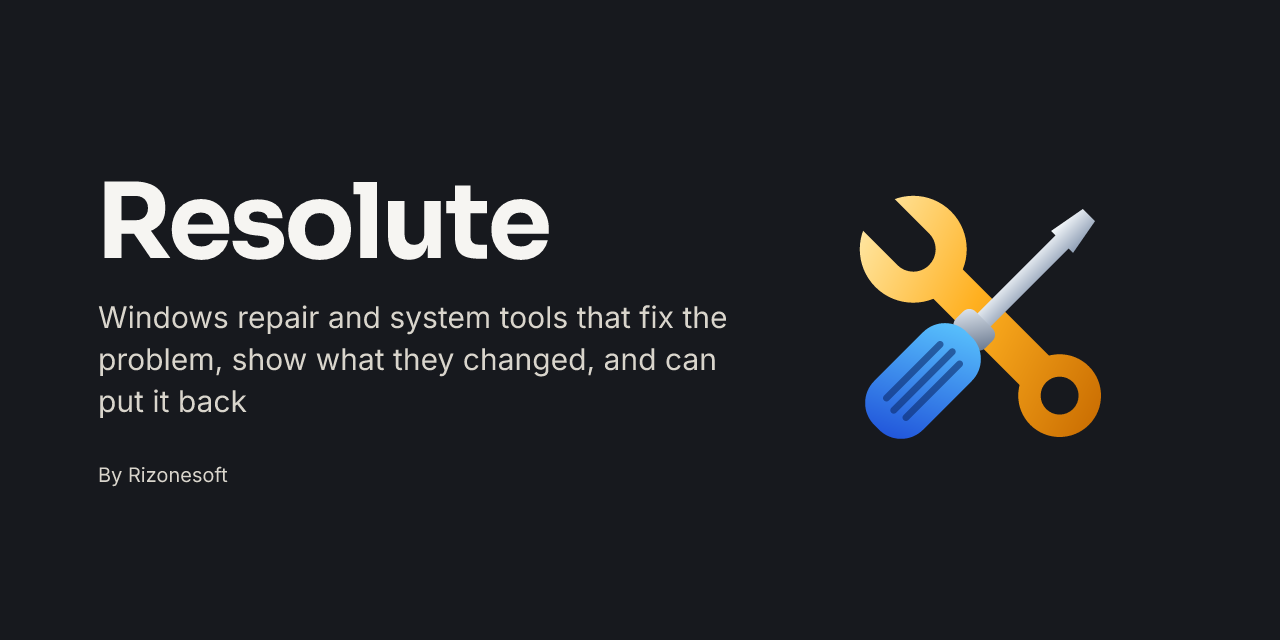 Resolute
Windows repair and system tools that fix the
problem, show what they changed, and can
put it back
By Rizonesoft